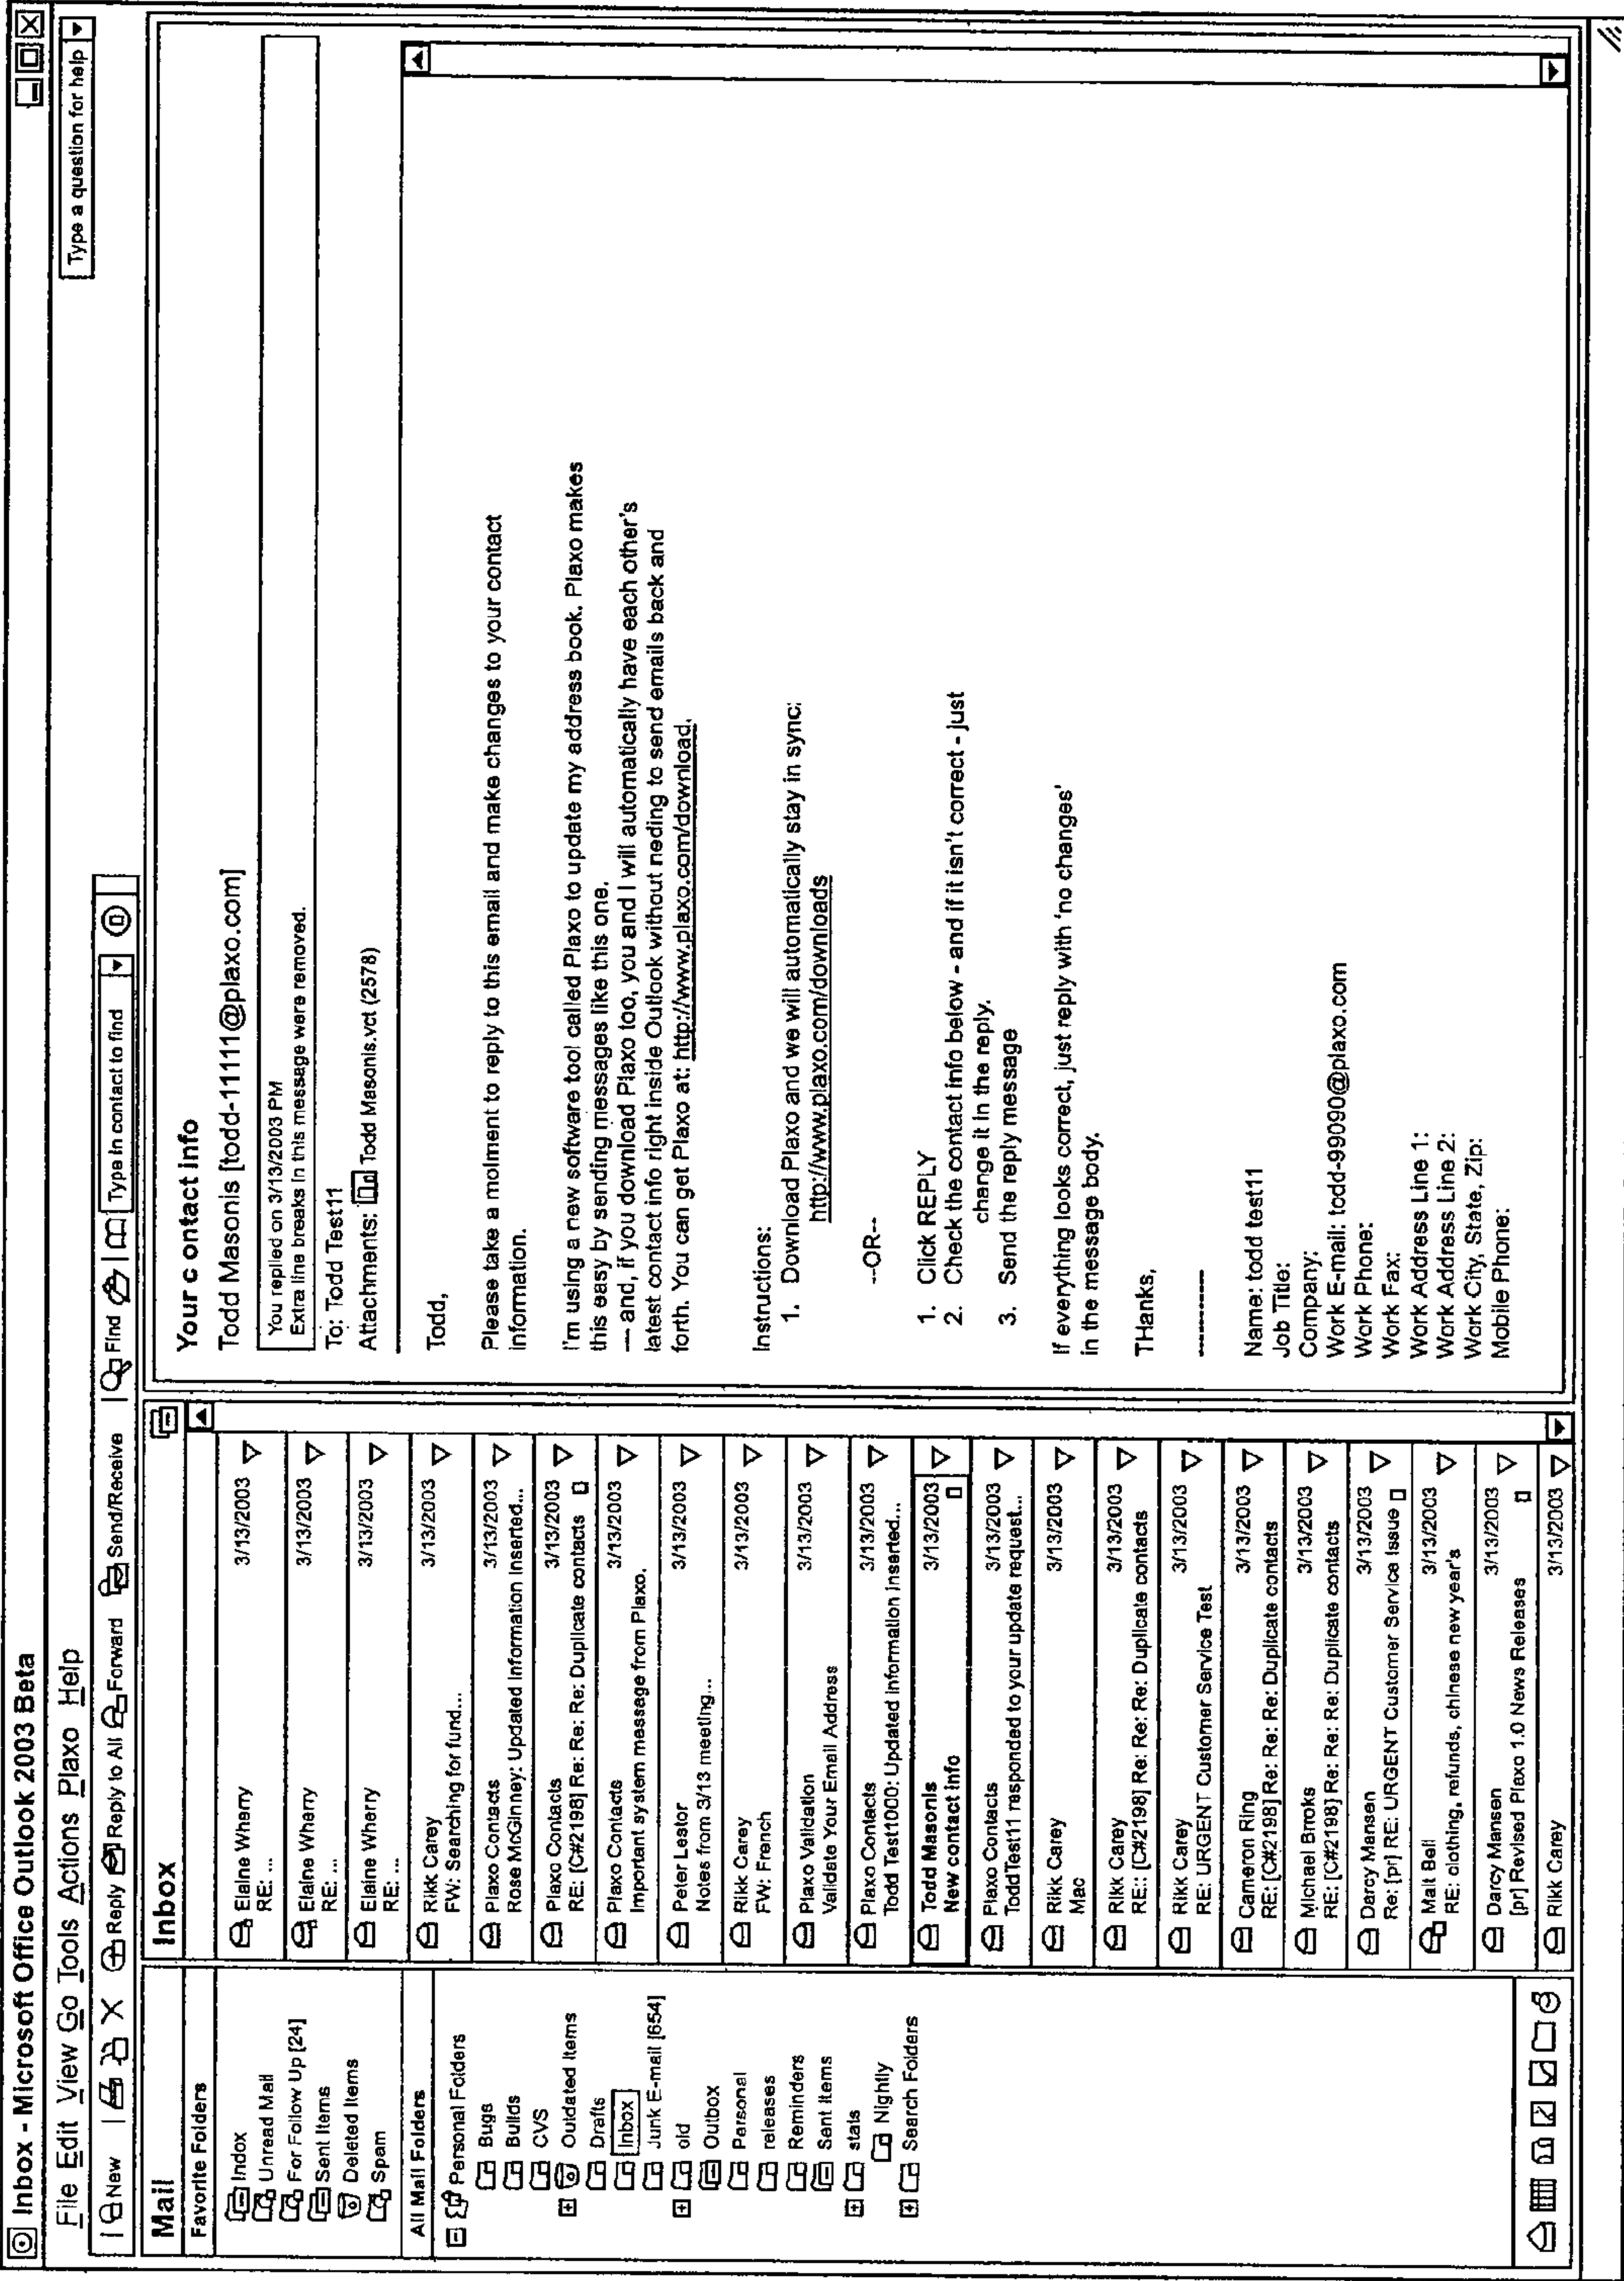 Inbox - Microsoft Office Outlook 2003 Beta
File Edit View Go Tools Actions Plaxo Help
Type a question for help
New
Reply
Reply to All
Forward
Send/Receive
Find
Type in contact to find
Mail
Favorite Folders
Indox
Unread Mail
For Follow Up [24]
Sent Items
Deleted Items
Spam
All Mail Folders
Personal Folders
Bugs
Builds
CVS
Ouidated Items
Drafts
Inbox
Junk E-mail [654]
old
Outbox
Personal
releases
Reminders
Sent Items
stats
Nightly
Search Folders
Inbox
Elaine Wherry 3/13/2003
RE: ...
Elaine Wherry 3/13/2003
RE: ...
Elaine Wherry 3/13/2003
RE: ...
Rikk Carey 3/13/2003
FW: Searching for fund...
Plaxo Contacts 3/13/2003
Rose McGinney: Updated Information Inserted...
Plaxo Contacts 3/13/2003
RE: [C#2198] Re: Re: Re: Duplicate contacts
Plaxo Contacts 3/13/2003
Important system message from Plaxo.
Peter Lestor 3/13/2003
Notes from 3/13 meeting...
Rikk Carey 3/13/2003
FW: French
Plaxo Validation 3/13/2003
Validate Your Email Address
Plaxo Contacts 3/13/2003
Todd Test1000: Updated information inserted...
Todd Masonis 3/13/2003
New contact info
Plaxo Contacts 3/13/2003
ToddTest11 responded to your update request...
Rikk Carey 3/13/2003
Mac
Rikk Carey 3/13/2003
RE:: [C#2198] Re: Re: Re: Duplicate contacts
Rikk Carey 3/13/2003
RE: URGENT Customer Service Test
Cameron Ring 3/13/2003
RE: [C#2198] Re: Re: Re: Duplicate contacts
Michael Brroks 3/13/2003
RE: [C#2198] Re: Re: Re: Duplicate contacts
Darcy Mansen 3/13/2003
Re: [pr] RE: URGENT Customer Service Issue
Malt Bell 3/13/2003
RE: clothing, refunds, chinese new year's
Darcy Mansen 3/13/2003
[pr] Revised Plaxo 1.0 News Releases
Rikk Carey 3/13/2003
Your c ontact info
Todd Masonis [todd-11111@plaxo.com]
You replied on 3/13/2003 PM
Extra line breaks in this message were removed.
To: Todd Test11
Attachments: Todd Masonis.vct (2578)
Todd,
Please take a molment to reply to this email and make changes to your contact
information.
I'm using a new software tool called Plaxo to update my address book. Plaxo makes
this easy by sending messages like this one.
— and, if you download Plaxo too, you and I will automatically have each other's
latest contact info right inside Outlook without neding to send emails back and
forth. You can get Plaxo at: http://www.plaxo.com/download.
Instructions:
1. Download Plaxo and we will automatically stay in sync:
http://www.plaxo.com/downloads
--OR--
1. Click REPLY
2. Check the contact info below - and if it isn't correct - just
change it in the reply.
3. Send the reply message
If everything looks correct, just reply with 'no changes'
in the message body.
THanks,
----------
Name: todd test11
Job Title:
Company:
Work E-mail: todd-99090@plaxo.com
Work Phone:
Work Fax:
Work Address Line 1:
Work Address Line 2:
Work City, State, Zip:
Mobile Phone: